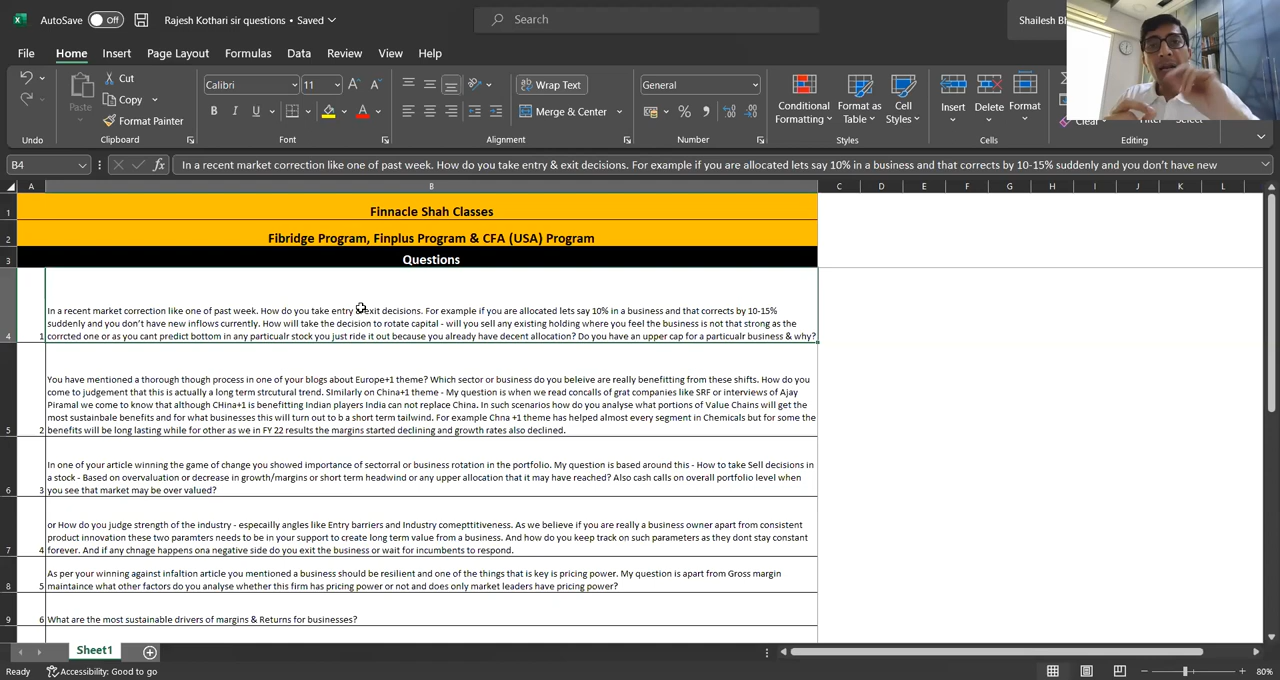 AutoSave Off Rajesh Kothari sir questions • Saved Search Shailesh
File Home Insert Page Layout Formulas Data Review View Help
Cut
Copy
Paste
Format Painter
Calibri 11
B I U
Wrap Text
Merge & Center
General
Conditional Formatting
Format as Table
Cell Styles
Insert Delete Format
Clear
Undo Clipboard Font Alignment Number Styles Cells Editing
B4 fx In a recent market correction like one of past week. How do you take entry & exit decisions. For example if you are allocated lets say 10% in a business and that corrects by 10-15% suddenly and you don't have new
A B C D E F G H I J K L
1 Finnacle Shah Classes
2 Fibridge Program, Finplus Program & CFA (USA) Program
3 Questions
In a recent market correction like one of past week. How do you take entry exit decisions. For example if you are allocated lets say 10% in a business and that corrects by 10-15%
suddenly and you don't have new inflows currently. How will take the decision to rotate capital - will you sell any existing holding where you feel the business is not that strong as the
4 1 corrcted one or as you cant predict bottom in any particualr stock you just ride it out because you already have decent allocation? Do you have an upper cap for a particualr business & why?
You have mentioned a thorough though process in one of your blogs about Europe+1 theme? Which sector or business do you beleive are really benefitting from these shifts. How do you
come to judgement that this is actually a long term strcutural trend. SImilarly on China+1 theme - My question is when we read concalls of grat companies like SRF or interviews of Ajay
Piramal we come to know that although CHina+1 is benefitting Indian players India can not replace China. In such scenarios how do you analyse what portions of Value Chains will get the
most sustainbale benefits and for what businesses this will turn out to b a short term tailwind. For example Chna +1 theme has helped almost every segment in Chemicals but for some the
5 2 benefits will be long lasting while for other as we in FY 22 results the margins started declining and growth rates also declined.
In one of your article winning the game of change you showed importance of sectorral or business rotation in the portfolio. My question is based around this - How to take Sell decisions in
a stock - Based on overvaluation or decrease in growth/margins or short term headwind or any upper allocation that it may have reached? Also cash calls on overall portfolio level when
6 3 you see that market may be over valued?
or How do you judge strength of the industry - especailly angles like Entry barriers and Industry comepttitiveness. As we believe if you are really a business owner apart from consistent
product innovation these two paramters needs to be in your support to create long term value from a business. And how do you keep track on such parameters as they dont stay constant
7 4 forever. And if any chnage happens ona negative side do you exit the business or wait for incumbents to respond.
As per your winning against infaltion article you mentioned a business should be resilient and one of the things that is key is pricing power. My question is apart from Gross margin
8 5 maintaince what other factors do you analyse whether this firm has pricing power or not and does only market leaders have pricing power?
9 6 What are the most sustainable drivers of margins & Returns for businesses?
Sheet1
Ready Accessibility: Good to go 80%